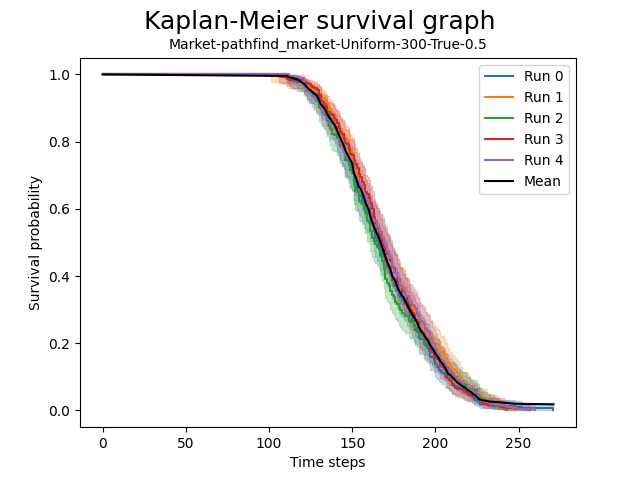 Kaplan-Meier survival graph
Market-pathfind_market-Uniform-300-True-0.5
Run 0
Run 1
Run 2
Run 3
Run 4
Mean
Survival probability
1.0
0.8
0.6
0.4
0.2
0.0
0 50 100 150 200 250
Time steps